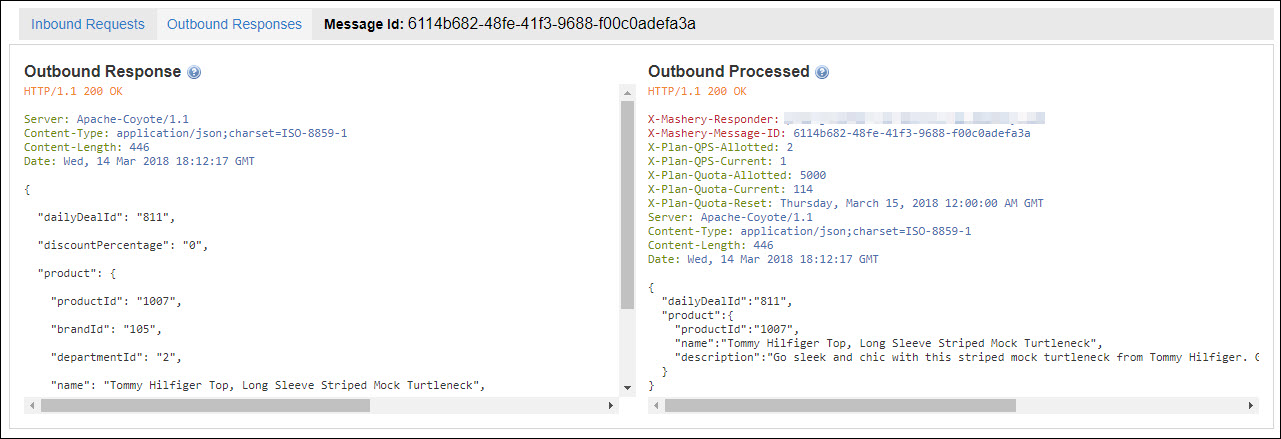 Inbound Requests Outbound Responses Message Id: 6114b682-48fe-41f3-9688-f00c0adefa3a
Outbound Response ?
HTTP/1.1 200 OK
Server: Apache-Coyote/1.1
Content-Type: application/json;charset=ISO-8859-1
Content-Length: 446
Date: Wed, 14 Mar 2018 18:12:17 GMT
{
"dailyDealId": "811",
"discountPercentage": "0",
"product": {
"productId": "1007",
"brandId": "105",
"departmentId": "2",
"name": "Tommy Hilfiger Top, Long Sleeve Striped Mock Turtleneck",
Outbound Processed ?
HTTP/1.1 200 OK
X-Mashery-Responder:
X-Mashery-Message-ID: 6114b682-48fe-41f3-9688-f00c0adefa3a
X-Plan-QPS-Allotted: 2
X-Plan-QPS-Current: 1
X-Plan-Quota-Allotted: 5000
X-Plan-Quota-Current: 114
X-Plan-Quota-Reset: Thursday, March 15, 2018 12:00:00 AM GMT
Server: Apache-Coyote/1.1
Content-Type: application/json;charset=ISO-8859-1
Content-Length: 446
Date: Wed, 14 Mar 2018 18:12:17 GMT
{
"dailyDealId":"811",
"product":{
"productId":"1007",
"name":"Tommy Hilfiger Top, Long Sleeve Striped Mock Turtleneck",
"description":"Go sleek and chic with this striped mock turtleneck from Tommy Hilfiger.
}
}